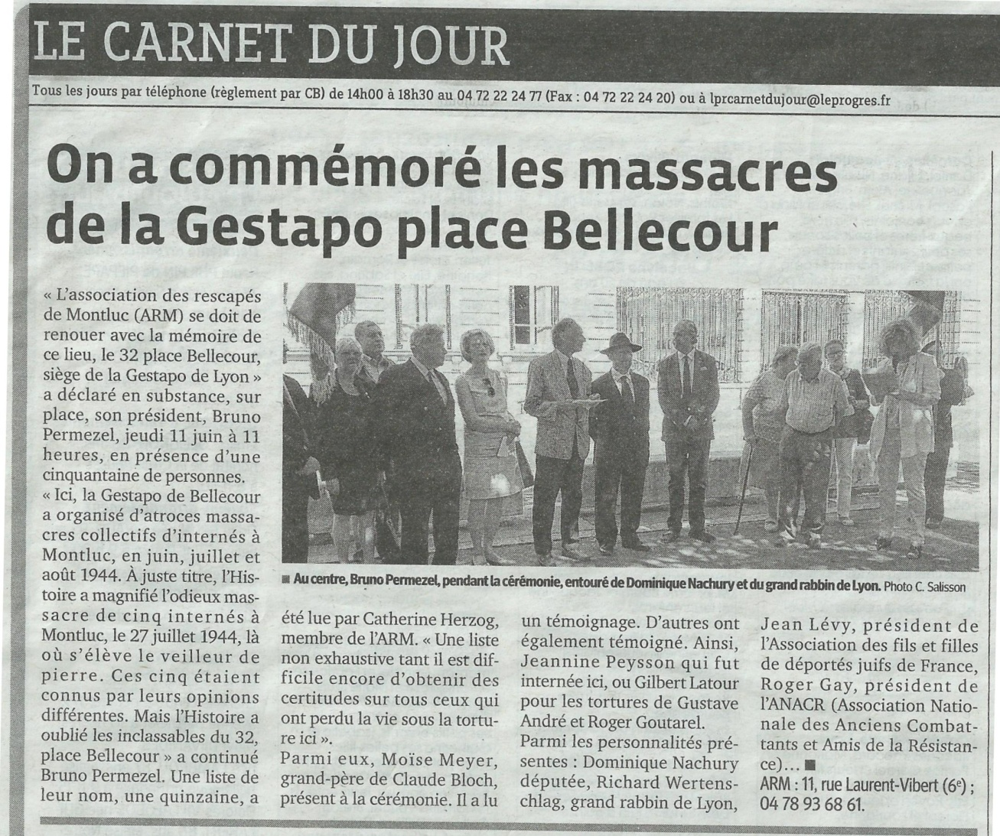 LE CARNET DU JOUR
Tous les jours par téléphone (règlement par CB) de 14h00 à 18h30 au 04 72 22 24 77 (Fax : 04 72 22 24 20) ou à lprcarnetdujour@leprogres.fr
On a commémoré les massacres
de la Gestapo place Bellecour
« L’association des rescapés
de Montluc (ARM) se doit de
renouer avec la mémoire de
ce lieu, le 32 place Bellecour,
siège de la Gestapo de Lyon »
a déclaré en substance, sur
place, son président, Bruno
Permezel, jeudi 11 juin à 11
heures, en présence d’une
cinquantaine de personnes.
« Ici, la Gestapo de Bellecour
a organisé d’atroces massa-
cres collectifs d’internés à
Montluc, en juin, juillet et
août 1944. À juste titre, l’His-
toire a magnifié l’odieux mas-
sacre de cinq internés à
Montluc, le 27 juillet 1944, là
où s’élève le veilleur de
pierre. Ces cinq étaient
connus par leurs opinions
différentes. Mais l’Histoire a
oublié les inclassables du 32,
place Bellecour » a continué
Bruno Permezel. Une liste de
leur nom, une quinzaine, a
■ Au centre, Bruno Permezel, pendant la cérémonie, entouré de Dominique Nachury et du grand rabbin de Lyon. Photo C. Salisson
été lue par Catherine Herzog,
membre de l’ARM. « Une liste
non exhaustive tant il est dif-
ficile encore d’obtenir des
certitudes sur tous ceux qui
ont perdu la vie sous la tortu-
re ici ».
Parmi eux, Moïse Meyer,
grand-père de Claude Bloch,
présent à la cérémonie. Il a lu
un témoignage. D’autres ont
également témoigné. Ainsi,
Jeannine Peysson qui fut
internée ici, ou Gilbert Latour
pour les tortures de Gustave
André et Roger Goutarel.
Parmi les personnalités pré-
sentes : Dominique Nachury
députée, Richard Wertens-
chlag, grand rabbin de Lyon,
Jean Lévy, président de
l’Association des fils et filles
de déportés juifs de France,
Roger Gay, président de
l’ANACR (Association Natio-
nale des Anciens Combat-
tants et Amis de la Résistan-
ce)... ■
ARM : 11, rue Laurent-Vibert (6e) ;
04 78 93 68 61.